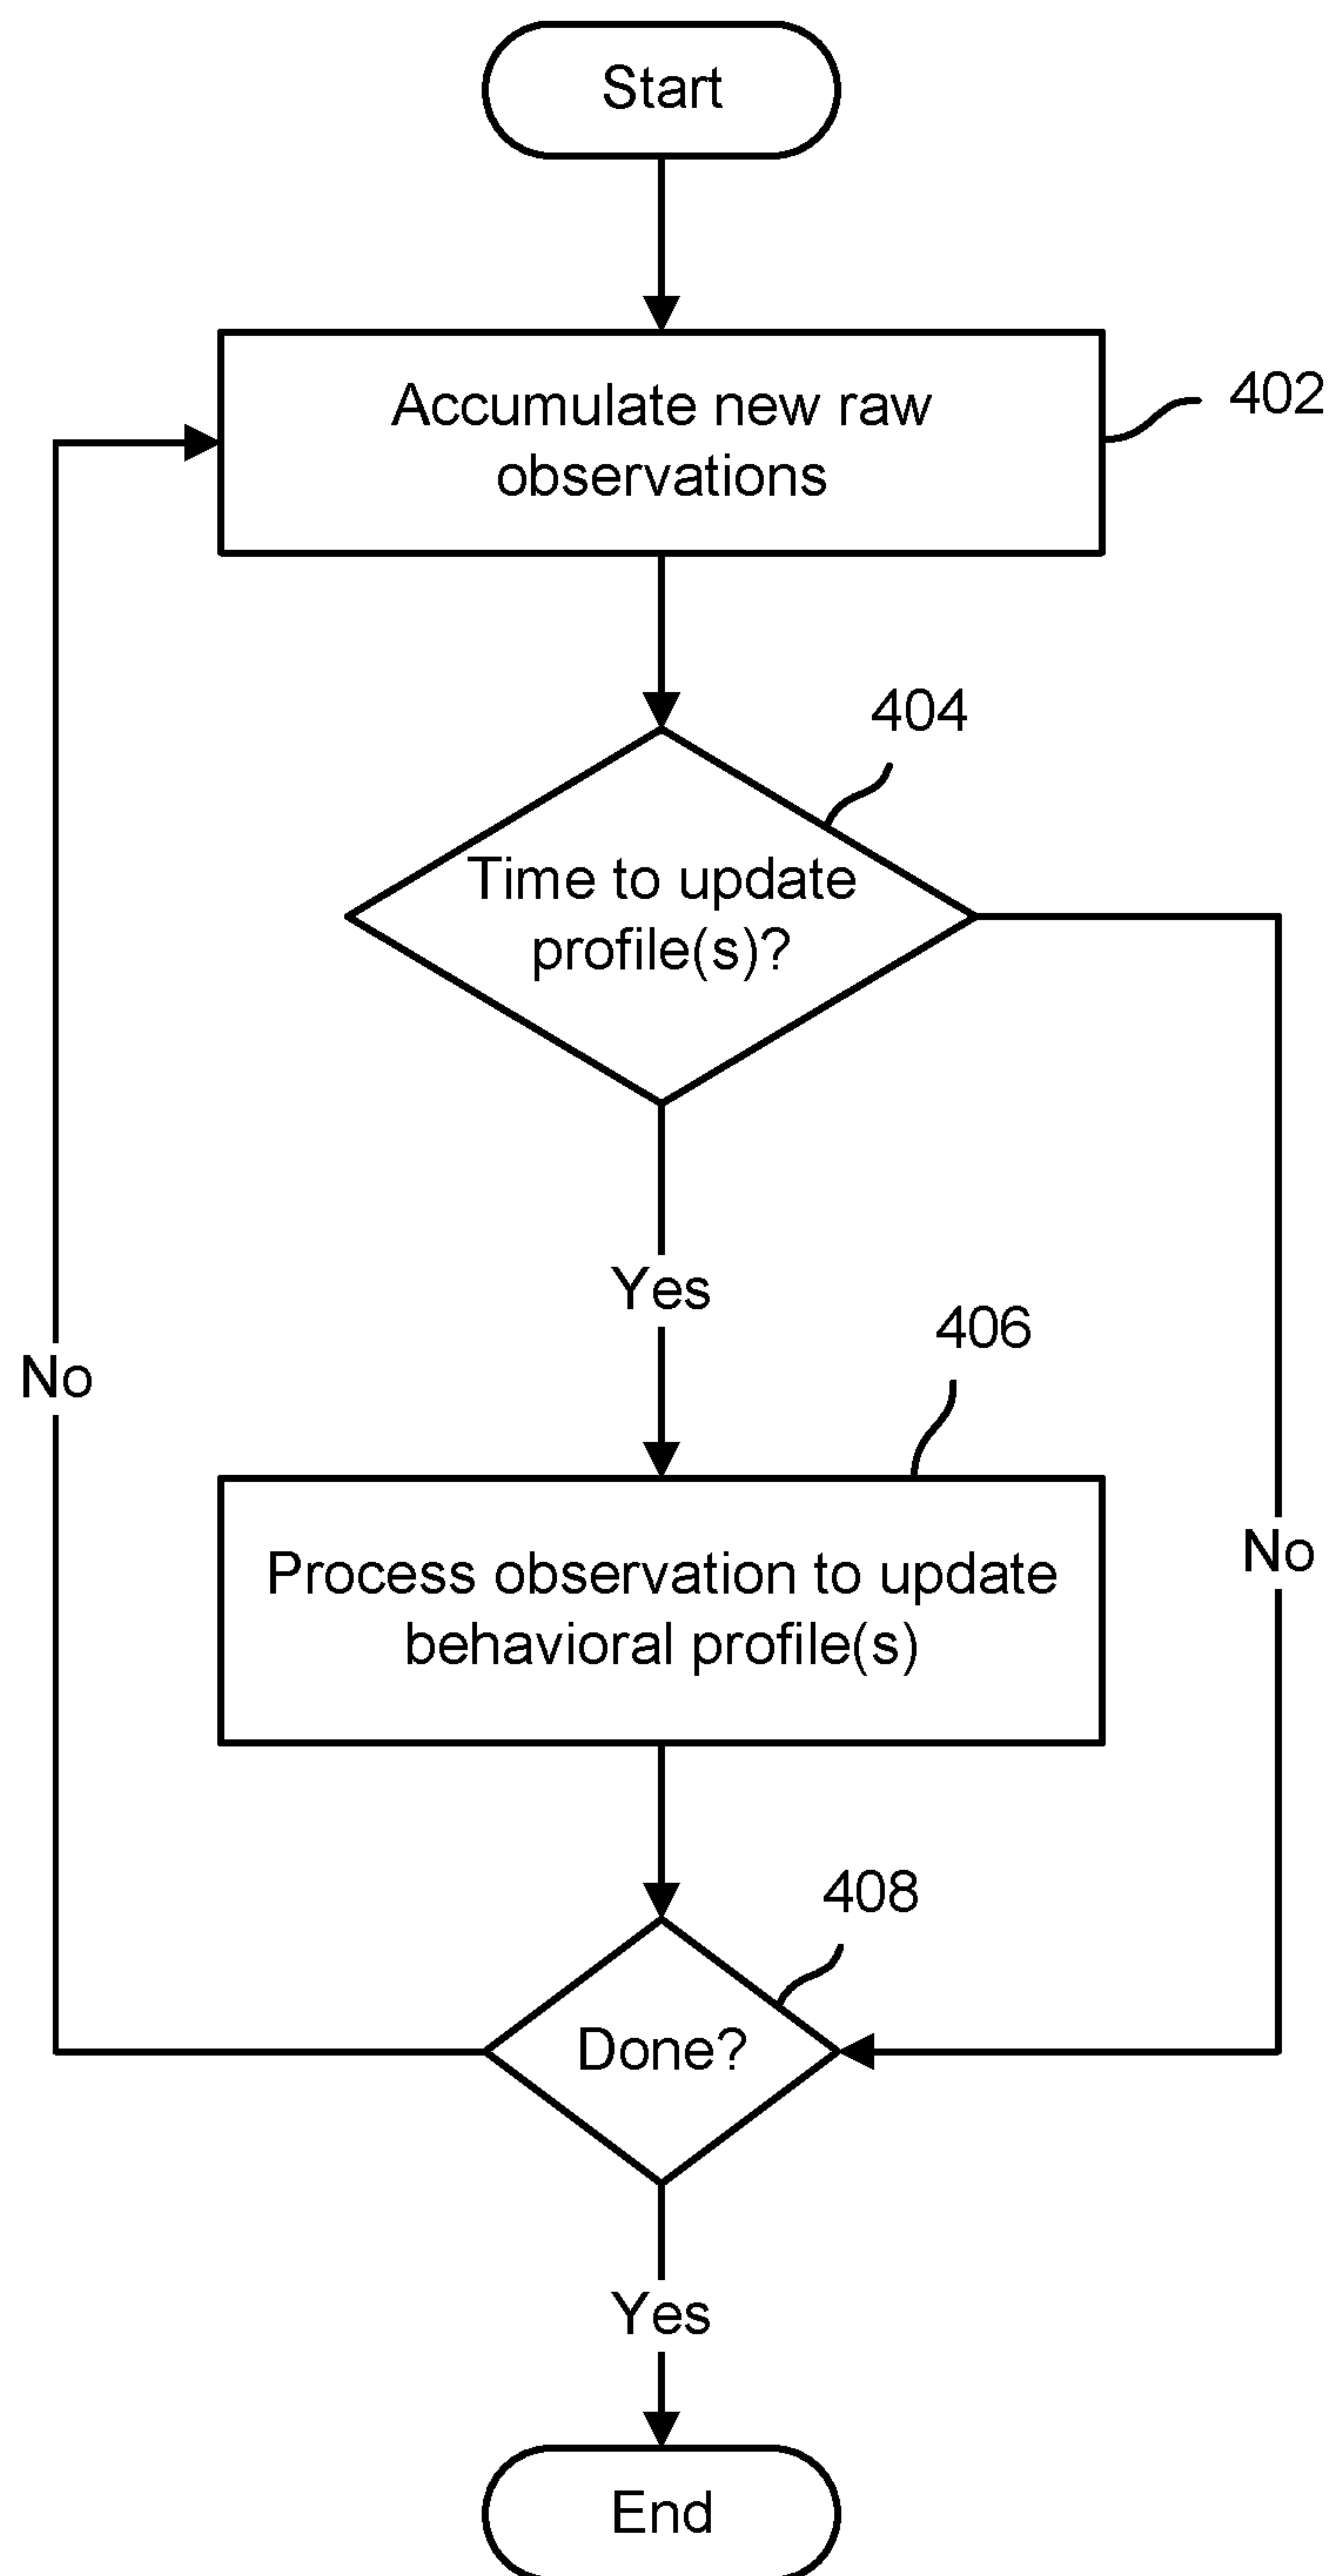 Start
Accumulate new raw
observations
402
404
Time to update
profile(s)?
Yes
406
No
No
Process observation to update
behavioral profile(s)
408
Done?
Yes
End